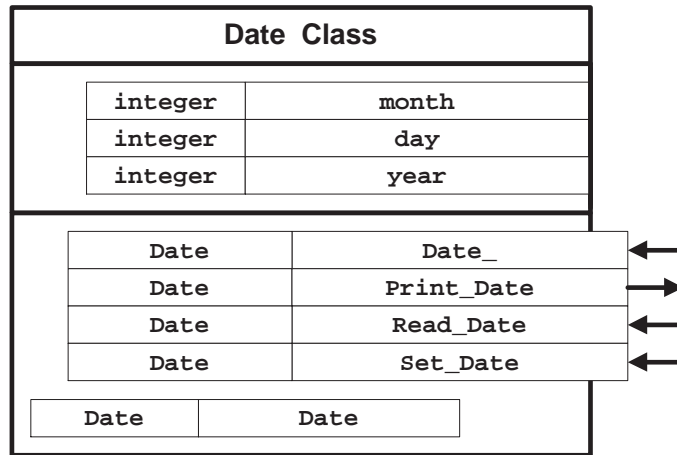 Date Class
integer month
integer day
integer year
Date Date_
Date Print_Date
Date Read_Date
Date Set_Date
Date Date